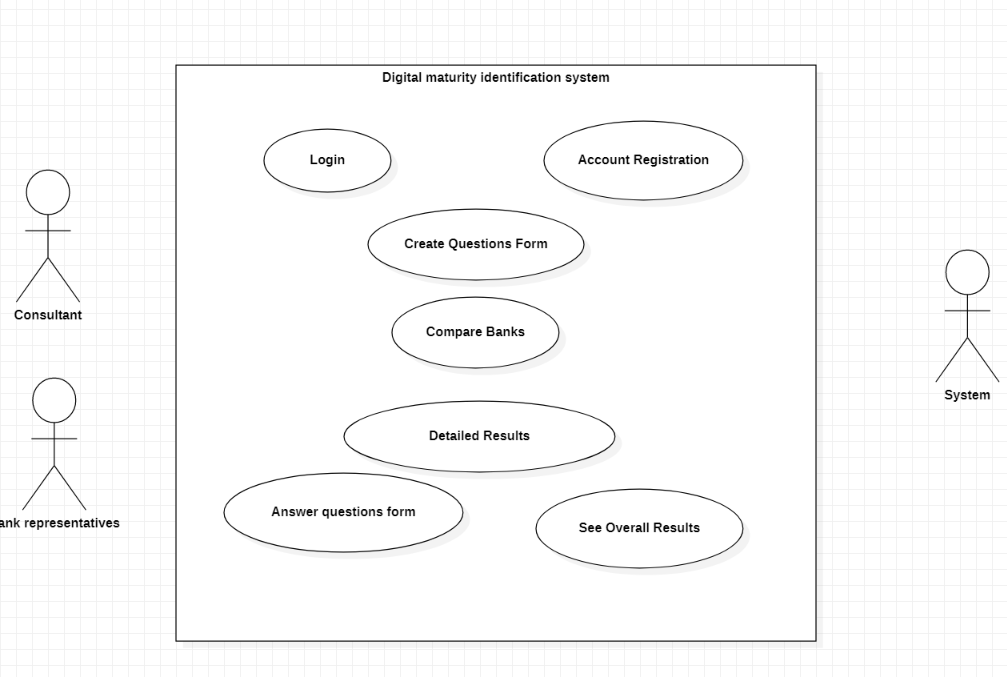 Digital maturity identification system
Login
Account Registration
Create Questions Form
Consultant
Compare Banks
System
Detailed Results
Answer questions form
ank representatives
See Overall Results